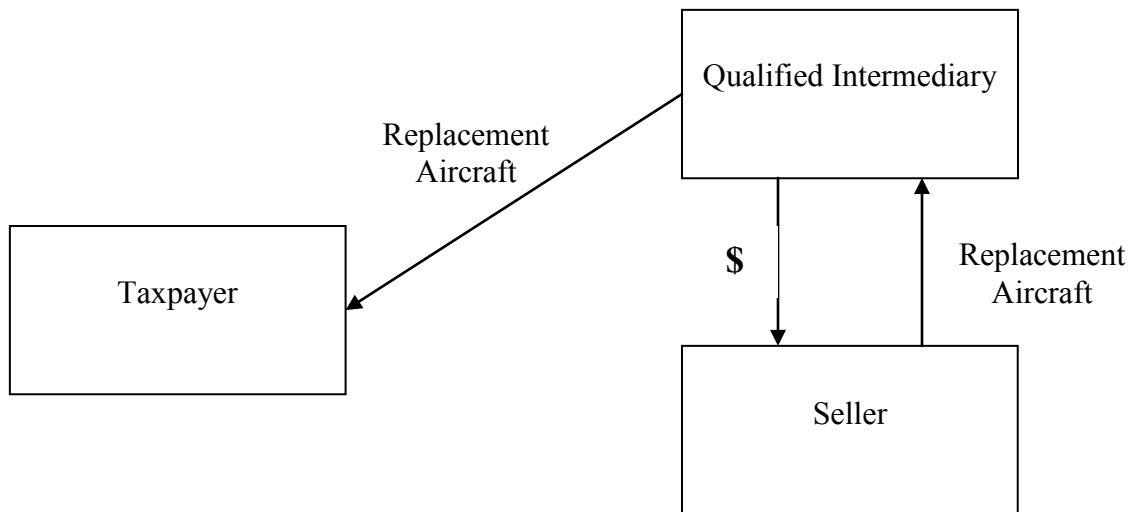 Qualified Intermediary
Replacement
Aircraft
$
Replacement
Aircraft
Taxpayer
Seller